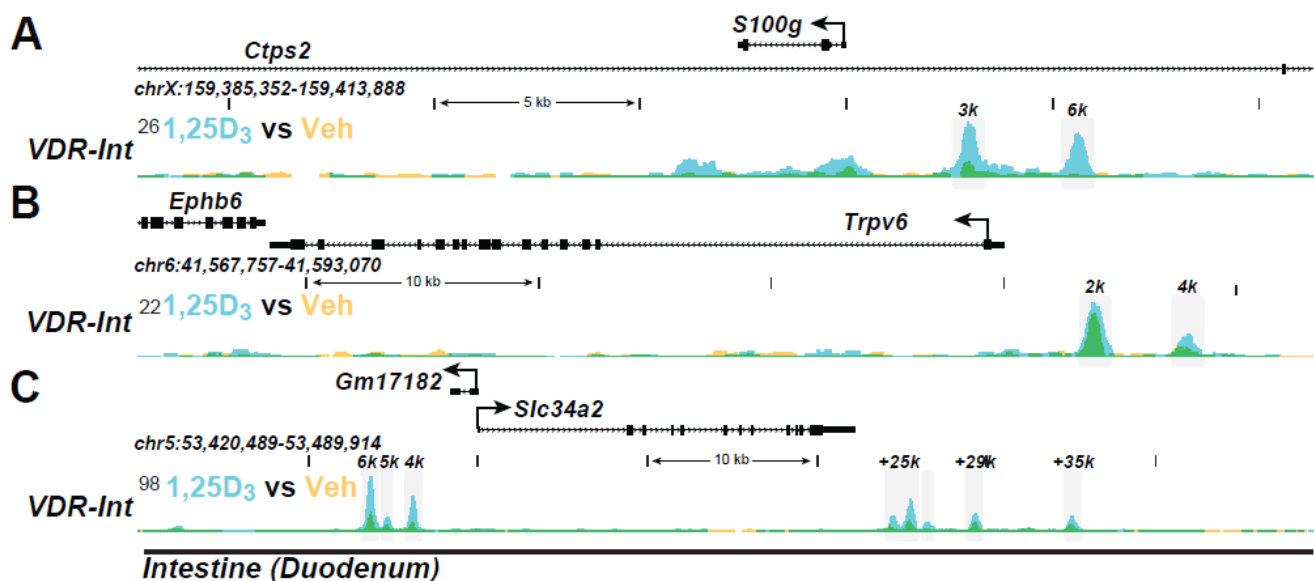 A
S100g
Ctps2
chrX:159,385,352-159,413,888
5 kb
3k 6k
26 1,25D3 vs Veh
VDR-Int
B
Ephb6
Trpv6
chr6:41,567,757-41,593,070
10 kb
2k 4k
22 1,25D3 vs Veh
VDR-Int
C
Gm17182
Slc34a2
chr5:53,420,489-53,489,914
10 kb
6k 5k 4k +25k +29k +35k
98 1,25D3 vs Veh
VDR-Int
Intestine (Duodenum)